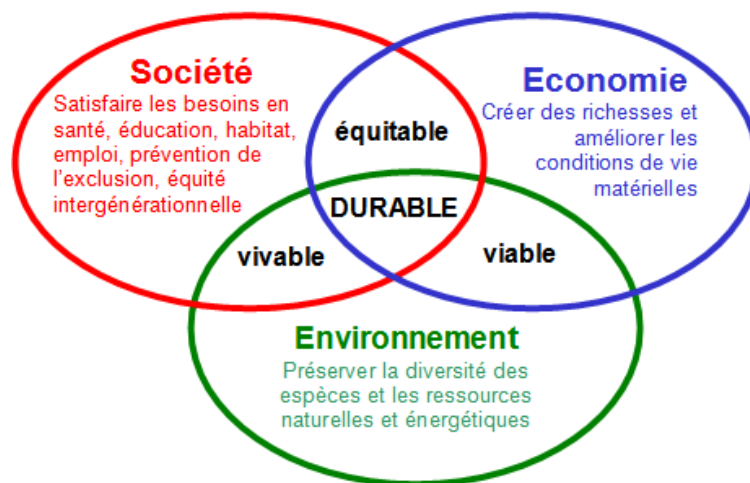 Société
Satisfaire les besoins en
santé, éducation, habitat,
emploi, prévention de
l'exclusion, équité
intergénérationnelle
Economie
Créer des richesses et
améliorer les
conditions de vie
matérielles
équitable
DURABLE
vivable
viable
Environnement
Préserver la diversité des
espèces et les ressources
naturelles et énergétiques